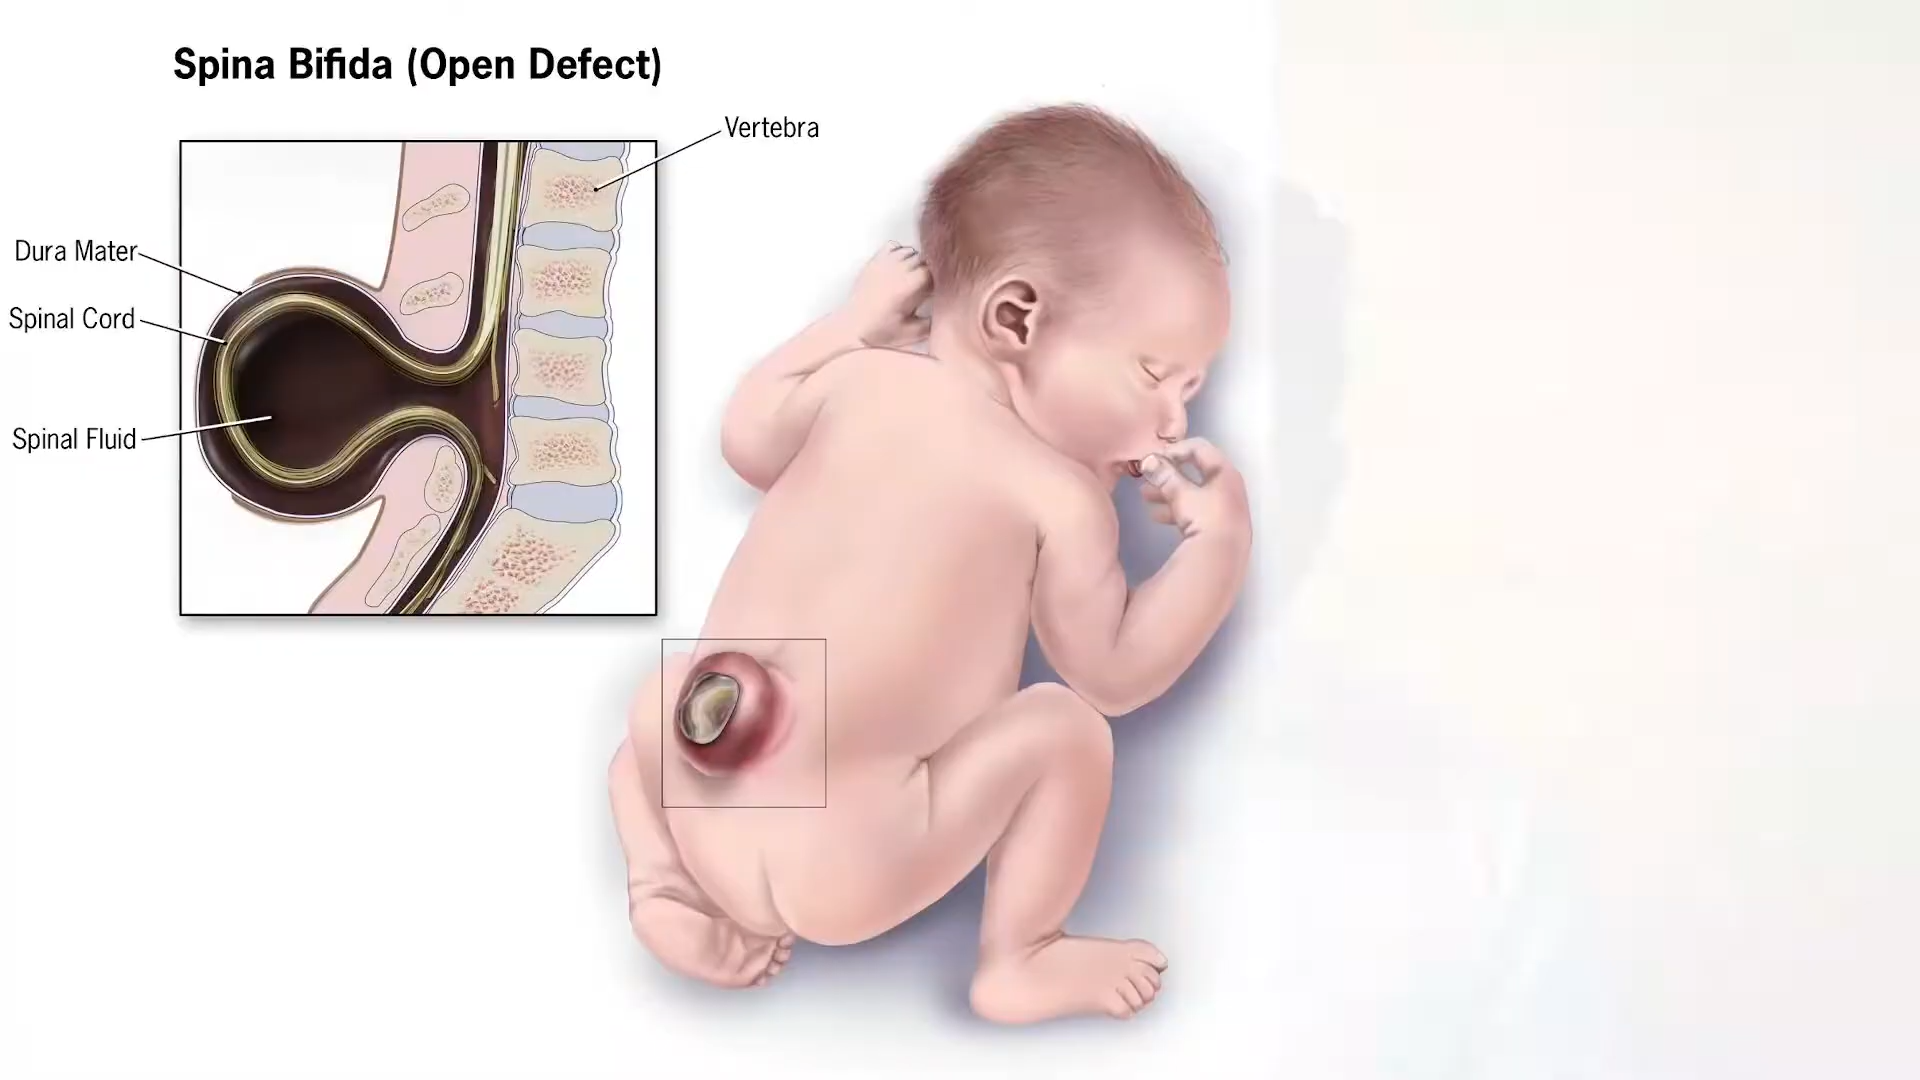 Spina Bifida (Open Defect)
Vertebra
Dura Mater
Spinal Cord
Spinal Fluid